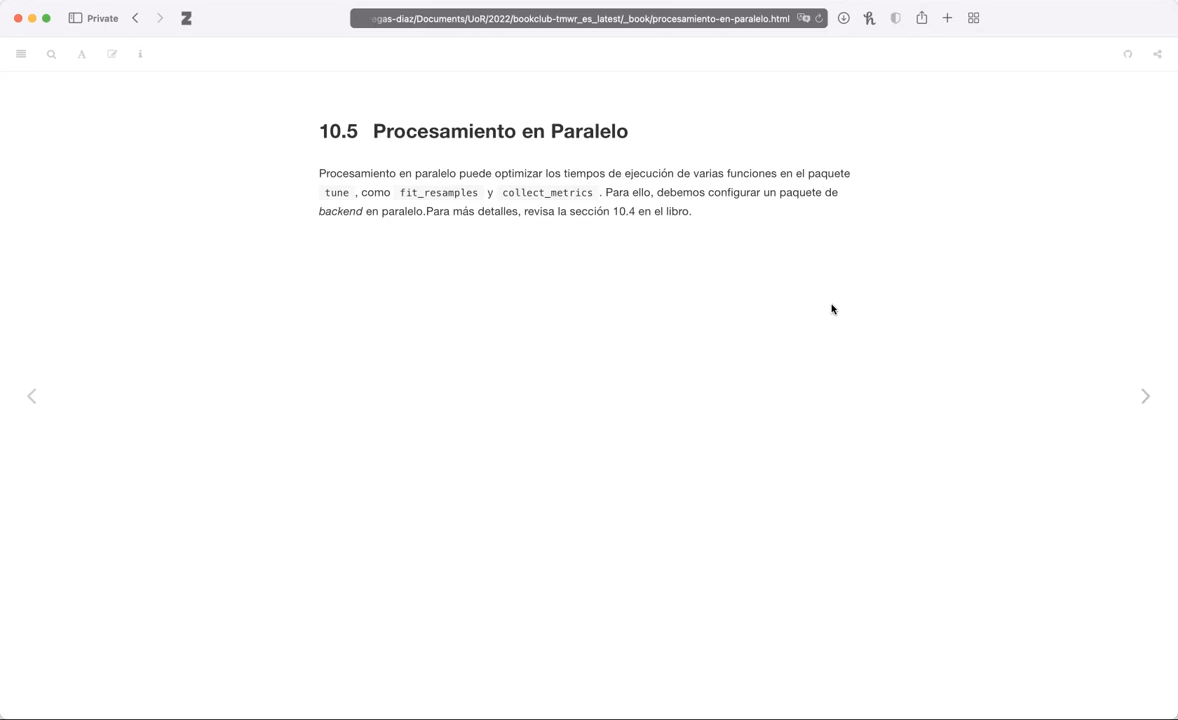 Private
egas-diaz/Documents/UoR/2022/bookclub-tmwr_es_latest/_book/procesamiento-en-paralelo.html
10.5 Procesamiento en Paralelo
Procesamiento en paralelo puede optimizar los tiempos de ejecución de varias funciones en el paquete
tune , como fit_resamples y collect_metrics . Para ello, debemos configurar un paquete de
backend en paralelo.Para más detalles, revisa la sección 10.4 en el libro.